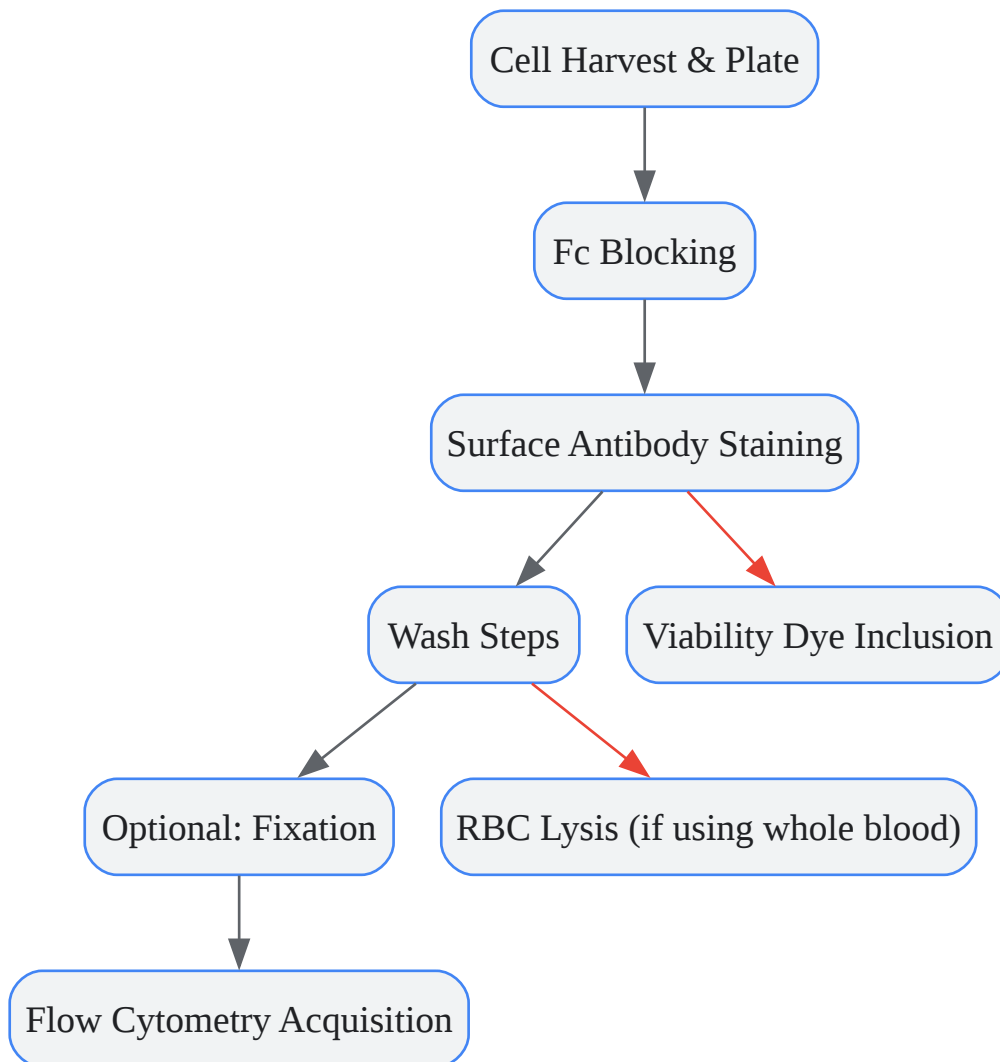 Cell Harvest & Plate
Fc Blocking
Surface Antibody Staining
Wash Steps
Viability Dye Inclusion
Optional: Fixation
RBC Lysis (if using whole blood)
Flow Cytometry Acquisition